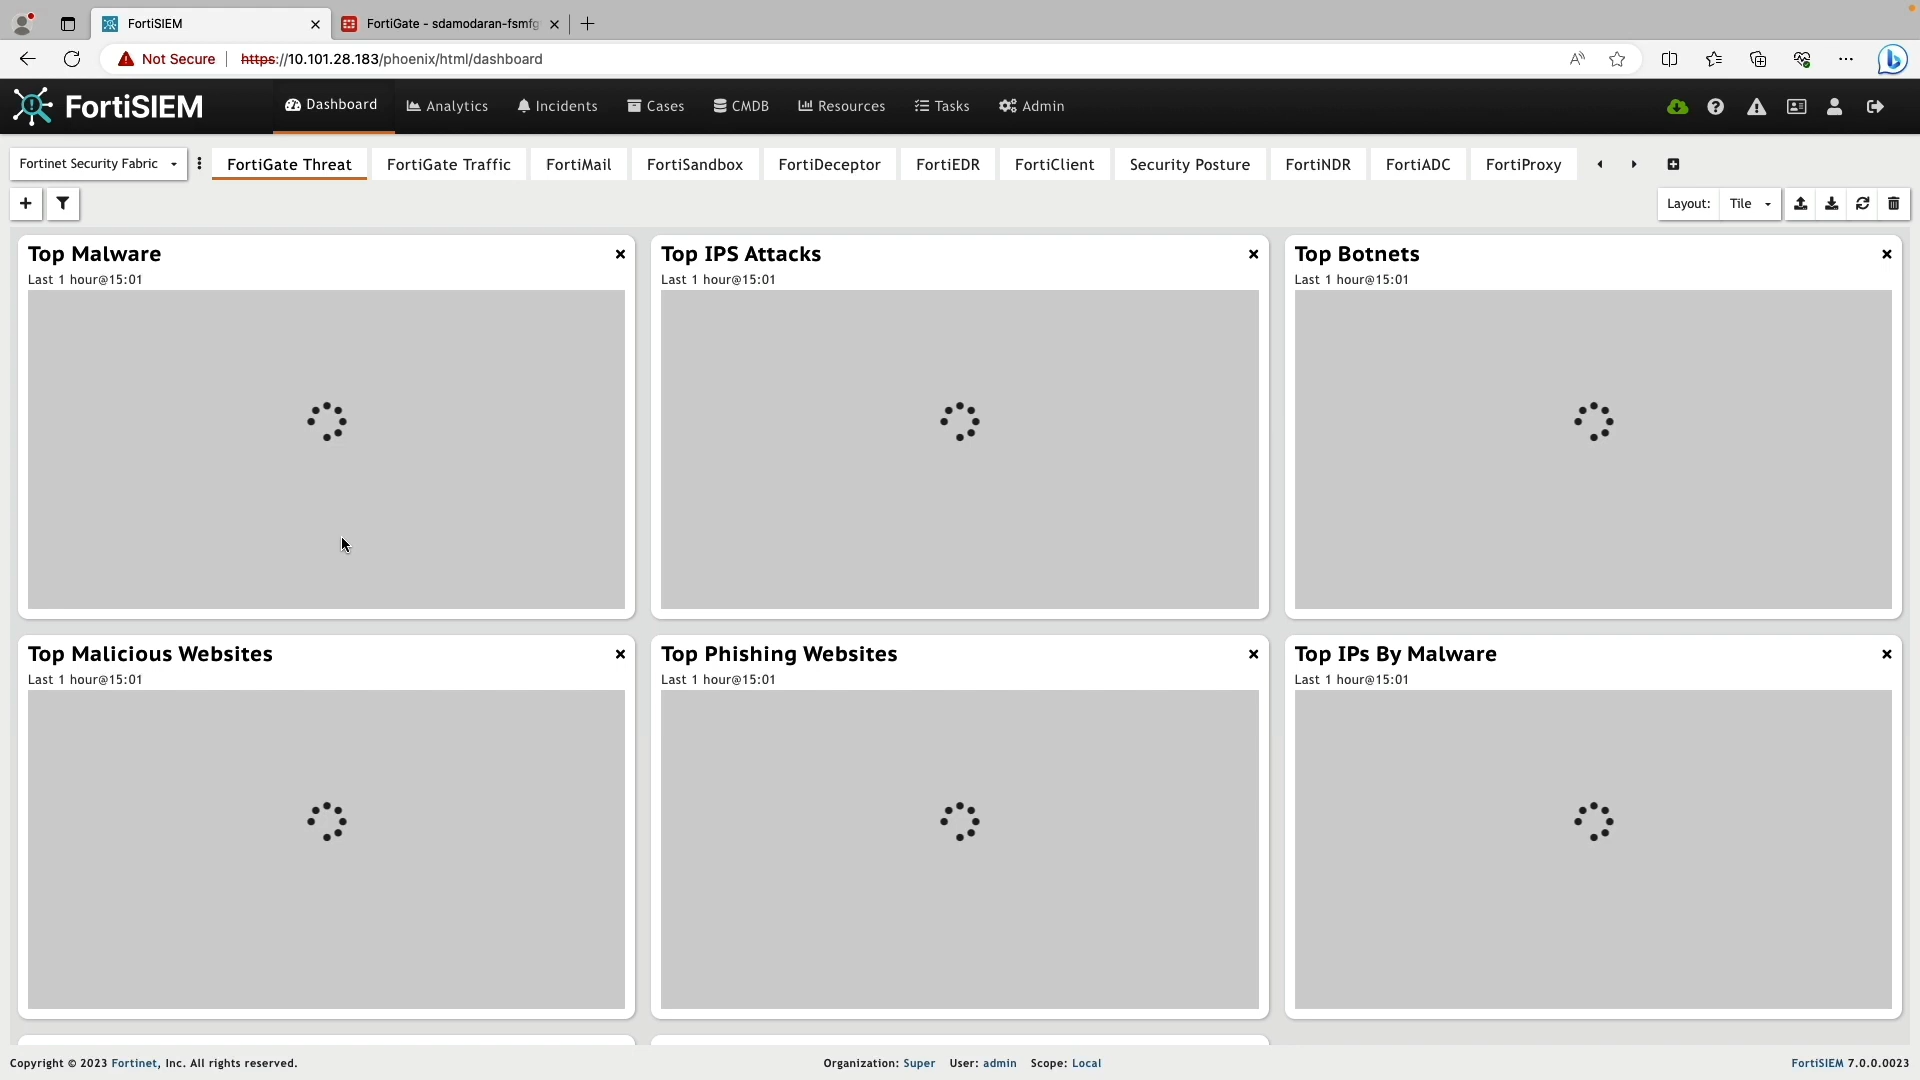 FortiSIEM
FortiGate - sdamodaran-fsmfg
Not Secure https://10.101.28.183/phoenix/html/dashboard
FortiSIEM Dashboard Analytics Incidents Cases CMDB Resources Tasks Admin
Fortinet Security Fabric FortiGate Threat FortiGate Traffic FortiMail FortiSandbox FortiDeceptor FortiEDR FortiClient Security Posture FortiNDR FortiADC FortiProxy
Layout: Tile
Top Malware
Last 1 hour@15:01
Top IPS Attacks
Last 1 hour@15:01
Top Botnets
Last 1 hour@15:01
Top Malicious Websites
Last 1 hour@15:01
Top Phishing Websites
Last 1 hour@15:01
Top IPs By Malware
Last 1 hour@15:01
Copyright © 2023 Fortinet, Inc. All rights reserved. Organization: Super User: admin Scope: Local FortiSIEM 7.0.0.0023